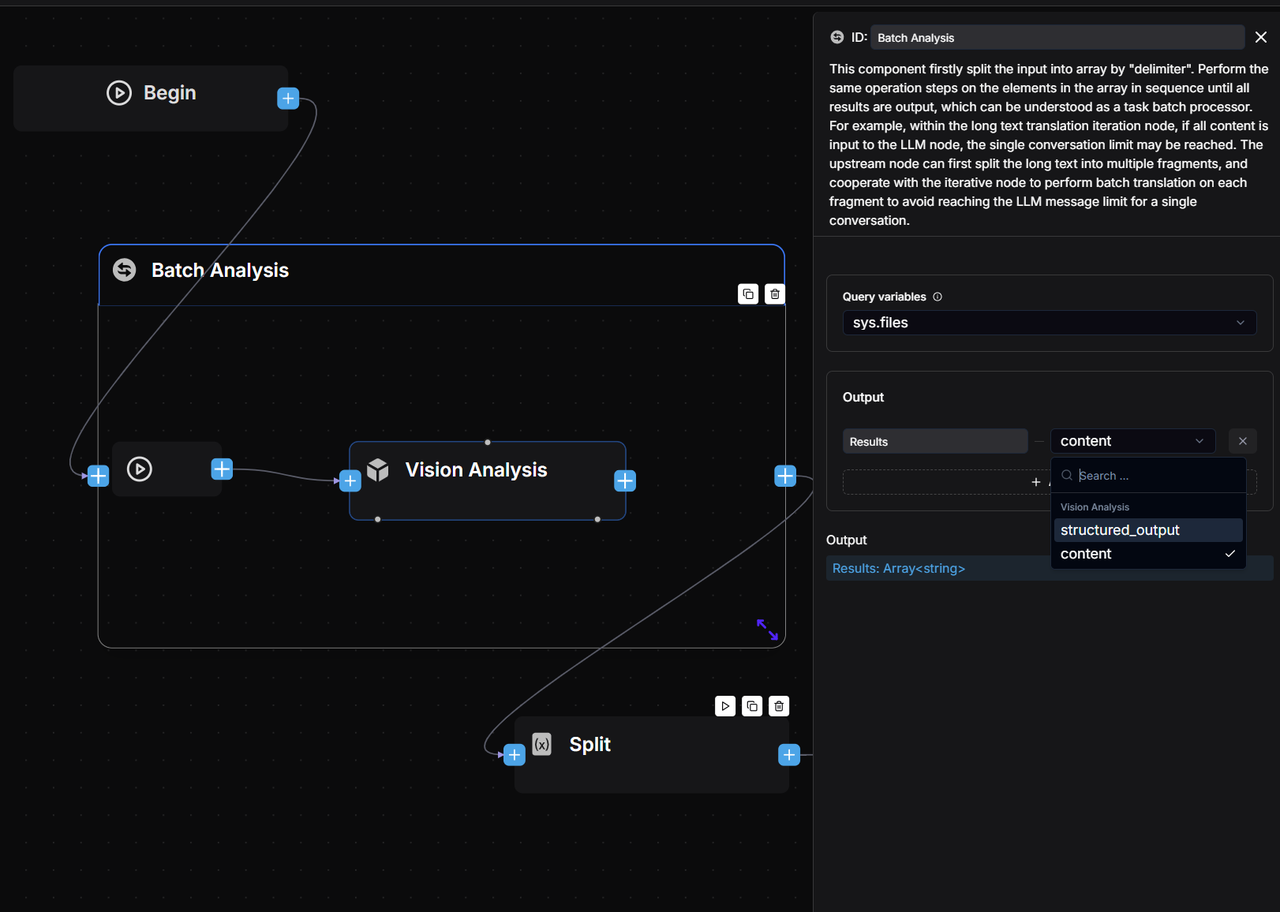 Begin
Batch Analysis
Vision Analysis
Split
ID: Batch Analysis
This component firstly split the input into array by "delimiter". Perform the
same operation steps on the elements in the array in sequence until all
results are output, which can be understood as a task batch processor.
For example, within the long text translation iteration node, if all content is
input to the LLM node, the single conversation limit may be reached. The
upstream node can first split the long text into multiple fragments, and
cooperate with the iterative node to perform batch translation on each
fragment to avoid reaching the LLM message limit for a single
conversation.
Query variables
sys.files
Output
Results
content
Search ...
Vision Analysis
structured_output
content
Output
Results: Array<string>